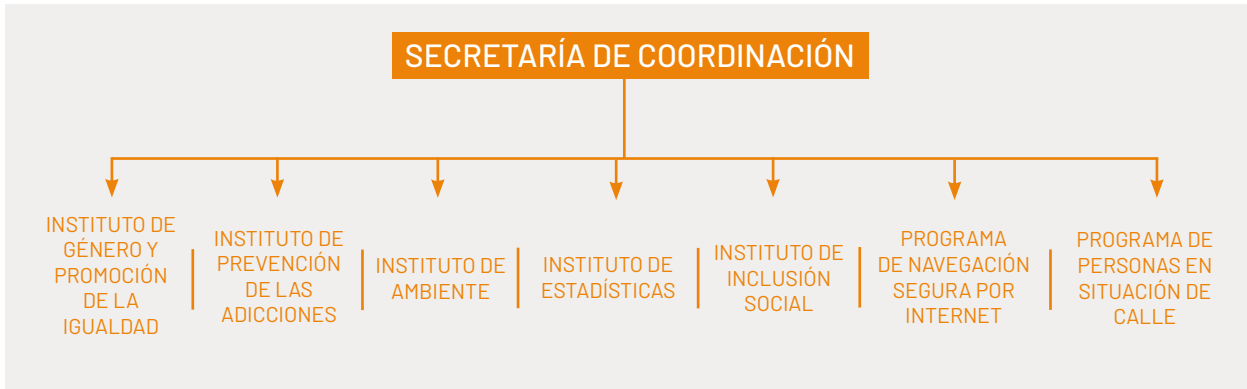 SECRETARÍA DE COORDINACIÓN
INSTITUTO DE
GÉNERO Y
PROMOCIÓN
DE LA
IGUALDAD
INSTITUTO DE
PREVENCIÓN
DE LAS
ADICCIONES
INSTITUTO DE
AMBIENTE
INSTITUTO DE
ESTADÍSTICAS
INSTITUTO DE
INCLUSIÓN
SOCIAL
PROGRAMA
DE NAVEGACIÓN
SEGURA POR
INTERNET
PROGRAMA DE
PERSONAS EN
SITUACIÓN DE
CALLE